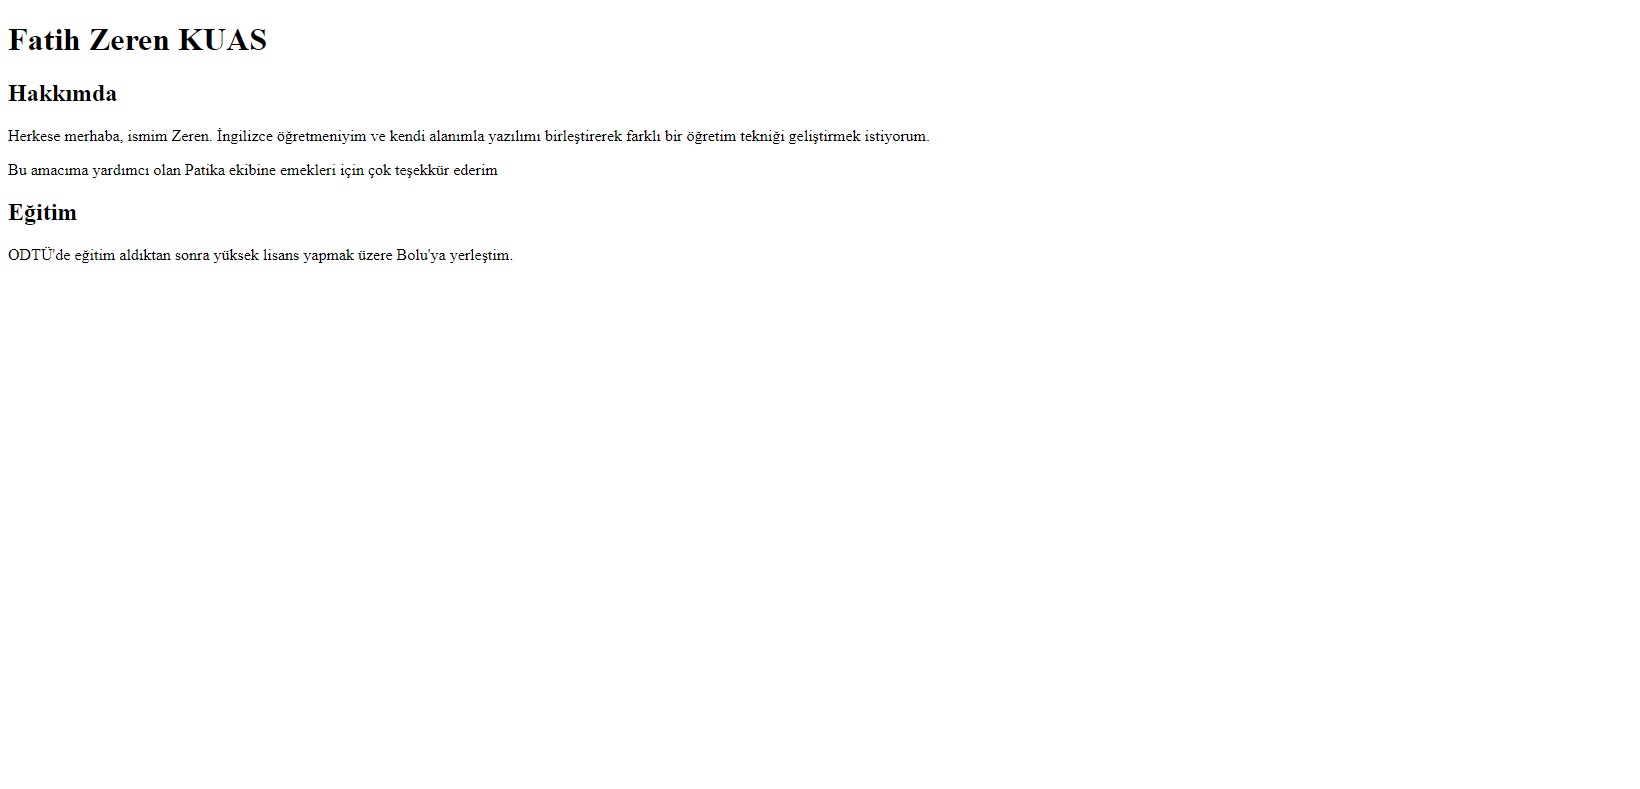 Fatih Zeren KUAS
Hakkımda
Herkese merhaba, ismim Zeren. İngilizce öğretmeniyim ve kendi alanımla yazılımı birleştirerek farklı bir öğretim tekniği geliştirmek istiyorum.
Bu amacıma yardımcı olan Patika ekibine emekleri için çok teşekkür ederim
Eğitim
ODTÜ'de eğitim aldıktan sonra yüksek lisans yapmak üzere Bolu'ya yerleştim.